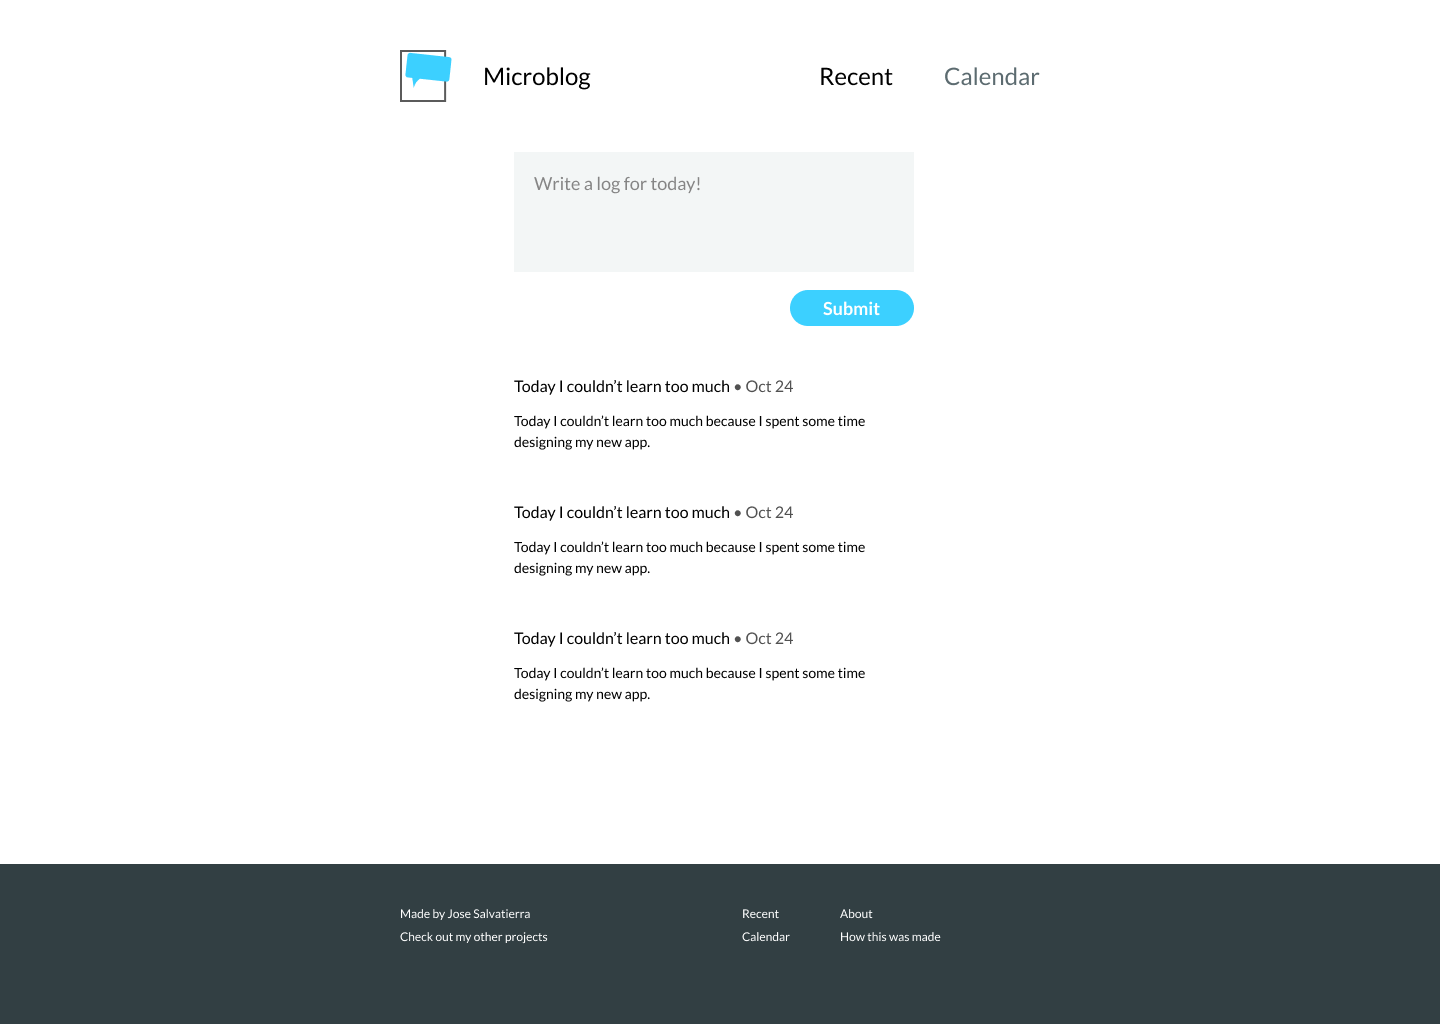 Microblog
Recent
Calendar
Write a log for today!
Submit
Today I couldn’t learn too much • Oct 24
Today I couldn’t learn too much because I spent some time
designing my new app.
Today I couldn’t learn too much • Oct 24
Today I couldn’t learn too much because I spent some time
designing my new app.
Today I couldn’t learn too much • Oct 24
Today I couldn’t learn too much because I spent some time
designing my new app.
Made by Jose Salvatierra
Check out my other projects
Recent
Calendar
About
How this was made